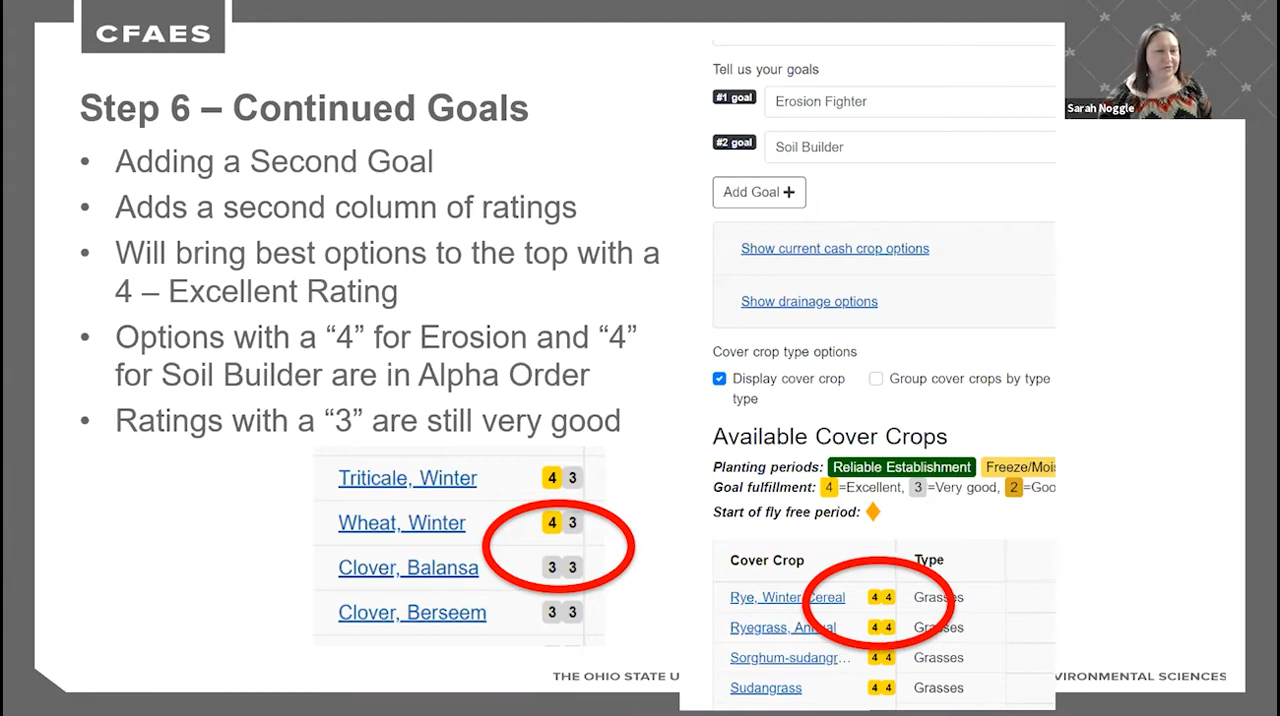 CFAES
Step 6 – Continued Goals
• Adding a Second Goal
• Adds a second column of ratings
• Will bring best options to the top with a
4 – Excellent Rating
• Options with a “4” for Erosion and “4”
for Soil Builder are in Alpha Order
• Ratings with a “3” are still very good
Triticale, Winter 4 3
Wheat, Winter 4 3
Clover, Balansa 3 3
Clover, Berseem 3 3
Tell us your goals
#1 goal Erosion Fighter
#2 goal Soil Builder
Add Goal +
Show current cash crop options
Show drainage options
Cover crop type options
Display cover crop Group cover crops by type
type
Available Cover Crops
Planting periods: Reliable Establishment Freeze/Mois
Goal fulfillment: 4 =Excellent, 3 =Very good, 2 =Goo
Start of fly free period:
Cover Crop Type
Rye, Winter Cereal 4 4 Grasses
Ryegrass, Annual 4 4 Grasses
Sorghum-sudangr... 4 4 Grasses
Sudangrass 4 4 Grasses
Sarah Noggle
THE OHIO STATE U
VIRONMENTAL SCIENCES